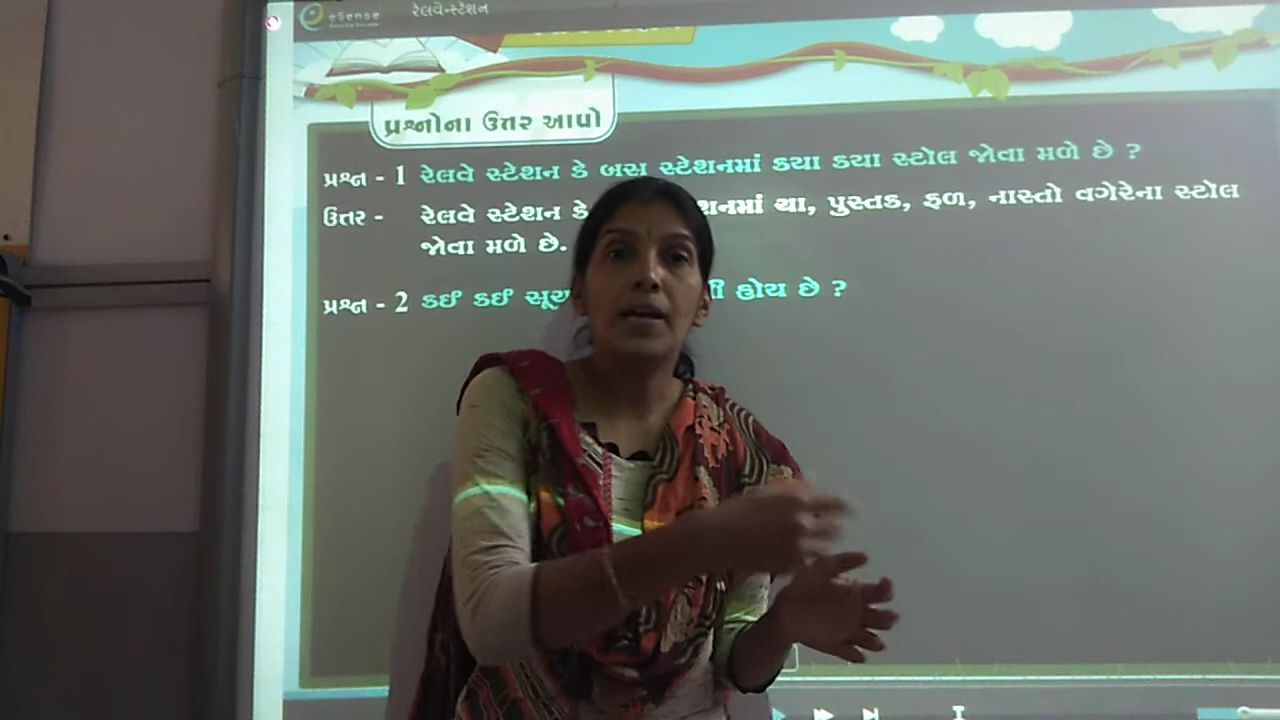 eSense
રેલવેસ્ટેશન
પ્રશ્નોના ઉત્તર આપો
પ્રશ્ન - 1 રેલવે સ્ટેશન કે બસ સ્ટેશનમાં કયા કયા સ્ટોલ જોવા મળે છે ?
ઉત્તર - રેલવે સ્ટેશન કે શનમાં ચા, પુસ્તક, ફળ, નાસ્તો વગેરેના સ્ટોલ
જોવા મળે છે.
પ્રશ્ન - 2 કઈ કઈ હોય છે ?